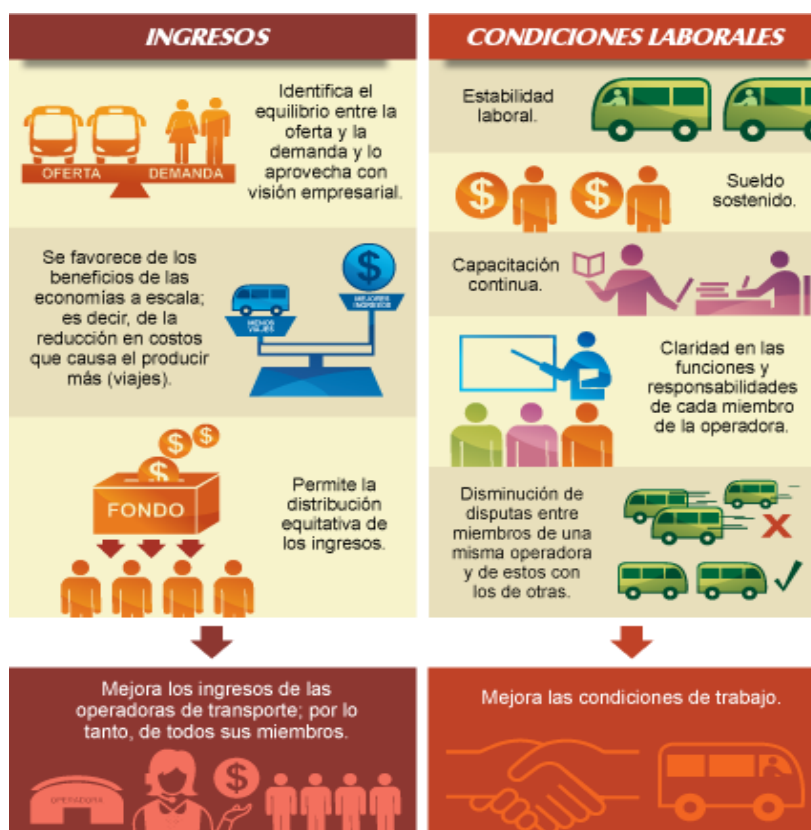 INGRESOS
Identifica el
equilibrio entre la
oferta y la
demanda y lo
aprovecha con
visión empresarial.
OFERTA
DEMANDA
Se favorece de los
beneficios de las
economías a escala;
es decir, de la
reducción en costos
que causa el producir
más (viajes).
MENOS
VIAJES
MEJORES
INGRESOS
FONDO
Permite la
distribución
equitativa de
los ingresos.
Mejora los ingresos de las
operadoras de transporte; por lo
tanto, de todos sus miembros.
OPERADORA
CONDICIONES LABORALES
Estabilidad
laboral.
Sueldo
sostenido.
Capacitación
continua.
Claridad en las
funciones y
responsabilidades
de cada miembro
de la operadora.
Disminución de
disputas entre
miembros de una
misma operadora
y de estos con
los de otras.
Mejora las condiciones de trabajo.